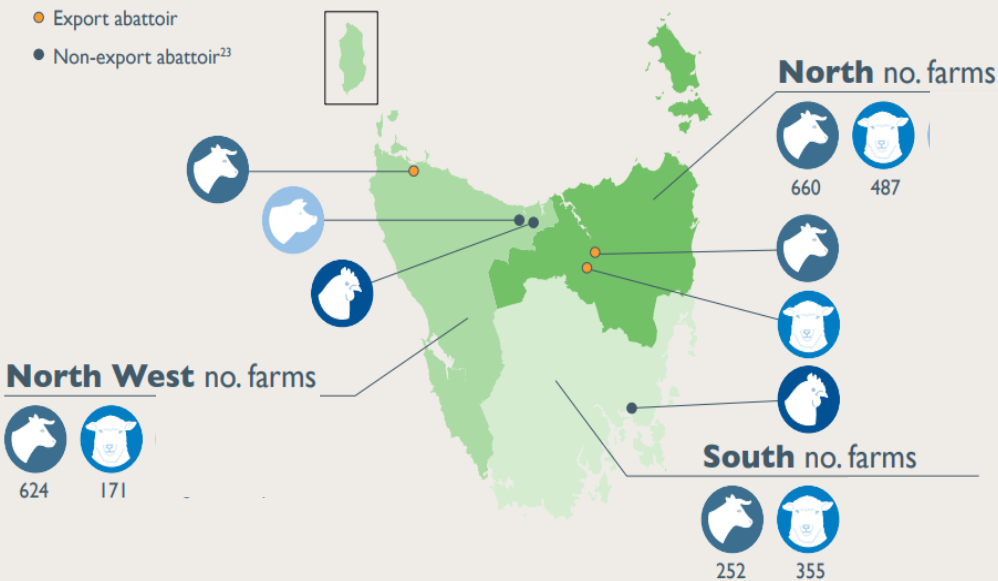 Export abattoir
Non-export abattoir23
North no. farms
660 487
North West no. farms
624 171
South no. farms
252 355